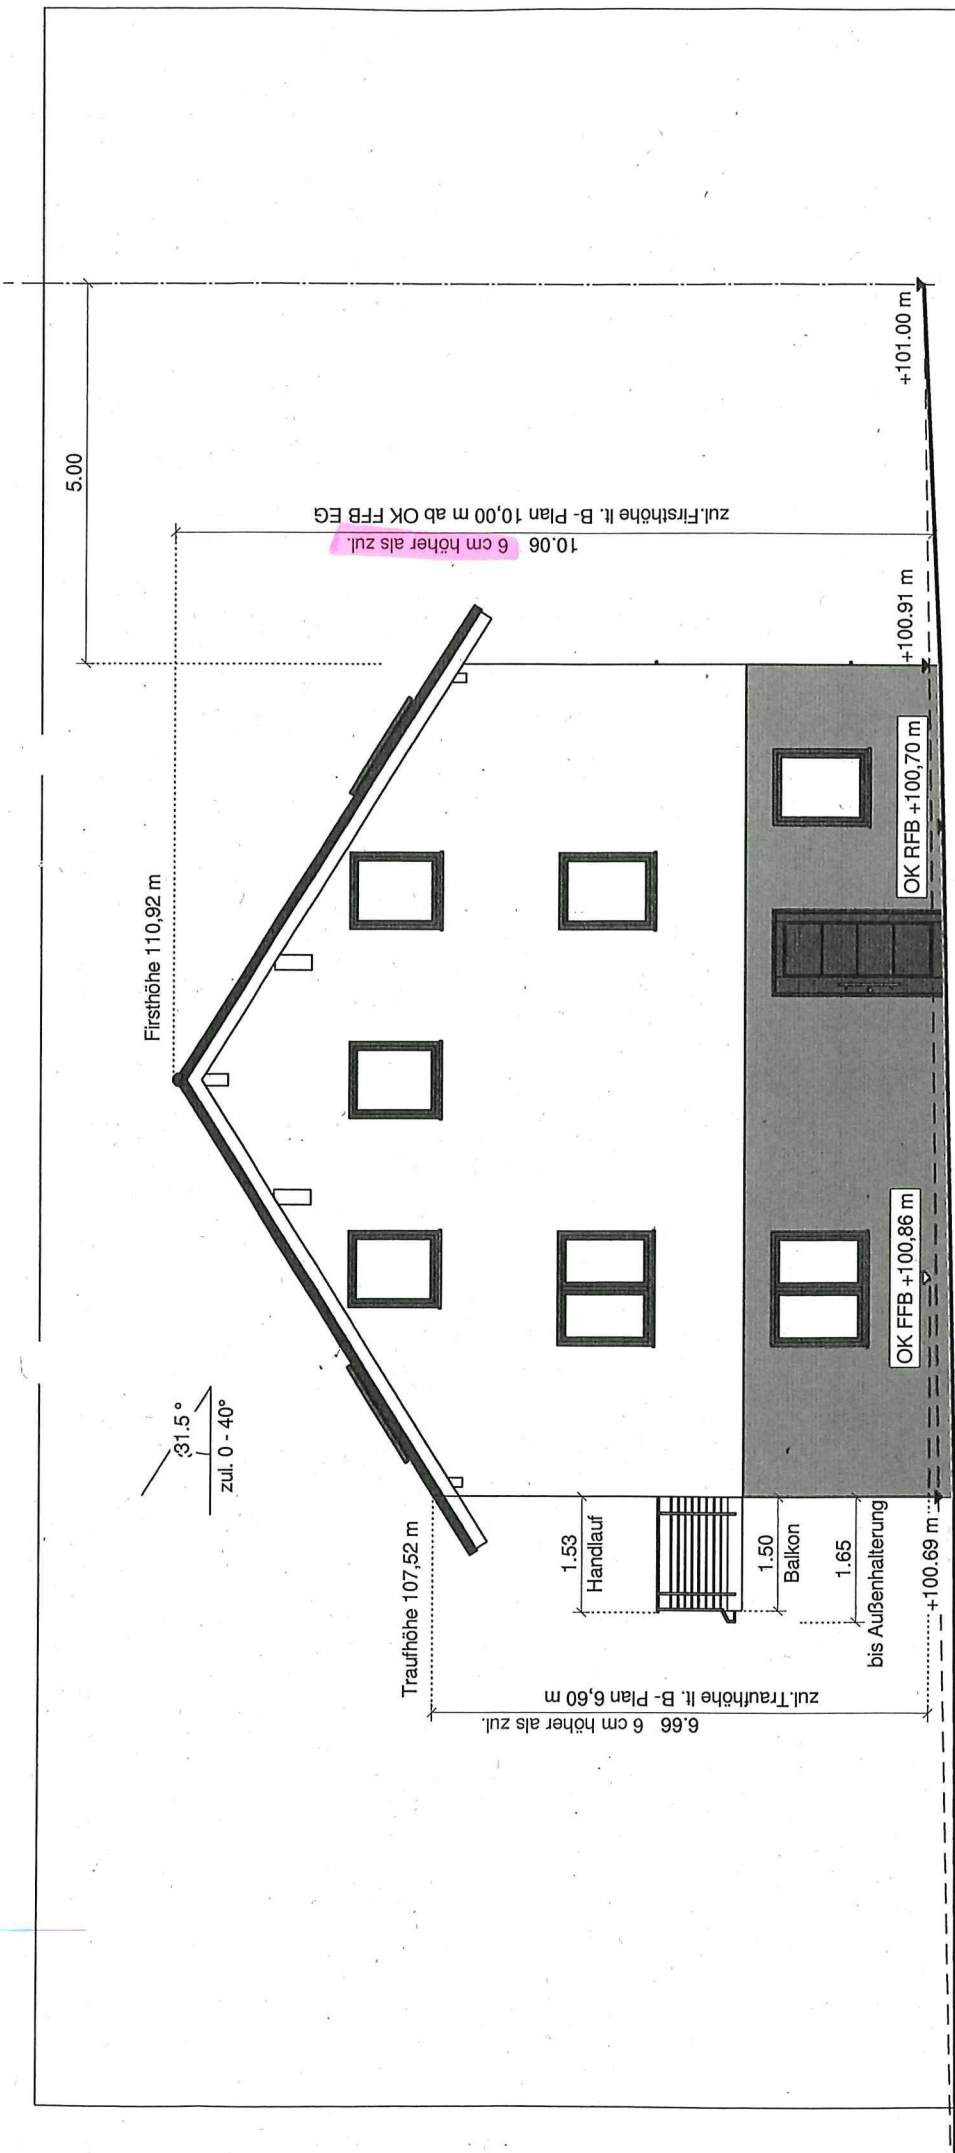 5.00
Firsthöhe 110,92 m
10.06 6 cm höher als zul.
zul.Firsthöhe lt. B- Plan 10,00 m ab OK FFB EG
31.5 °
zul. 0 - 40°
Traufhöhe 107,52 m
6.66 6 cm höher als zul.
zul.Traufhöhe lt. B- Plan 6,60 m
1.53
Handlauf
1.50
Balkon
1.65
bis Außenhalterung
+100.69 m
OK FFB +100,86 m
OK RFB +100,70 m
+100.91 m
+101.00 m